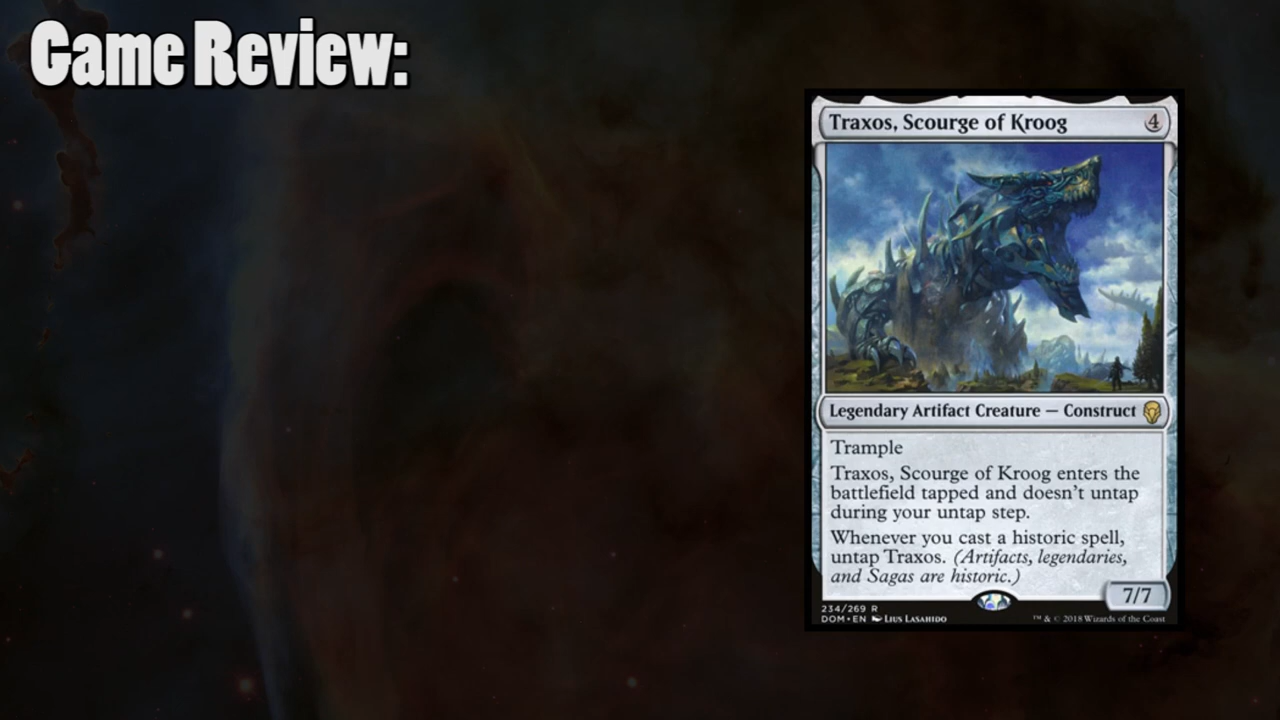 Game Review:
Traxos, Scourge of Kroog 4
Legendary Artifact Creature — Construct
Trample
Traxos, Scourge of Kroog enters the
battlefield tapped and doesn't untap
during your untap step.
Whenever you cast a historic spell,
untap Traxos. (Artifacts, legendaries,
and Sagas are historic.)
7/7
234/269 R
DOM • EN Lius Lasahido ™ & © 2018 Wizards of the Coast